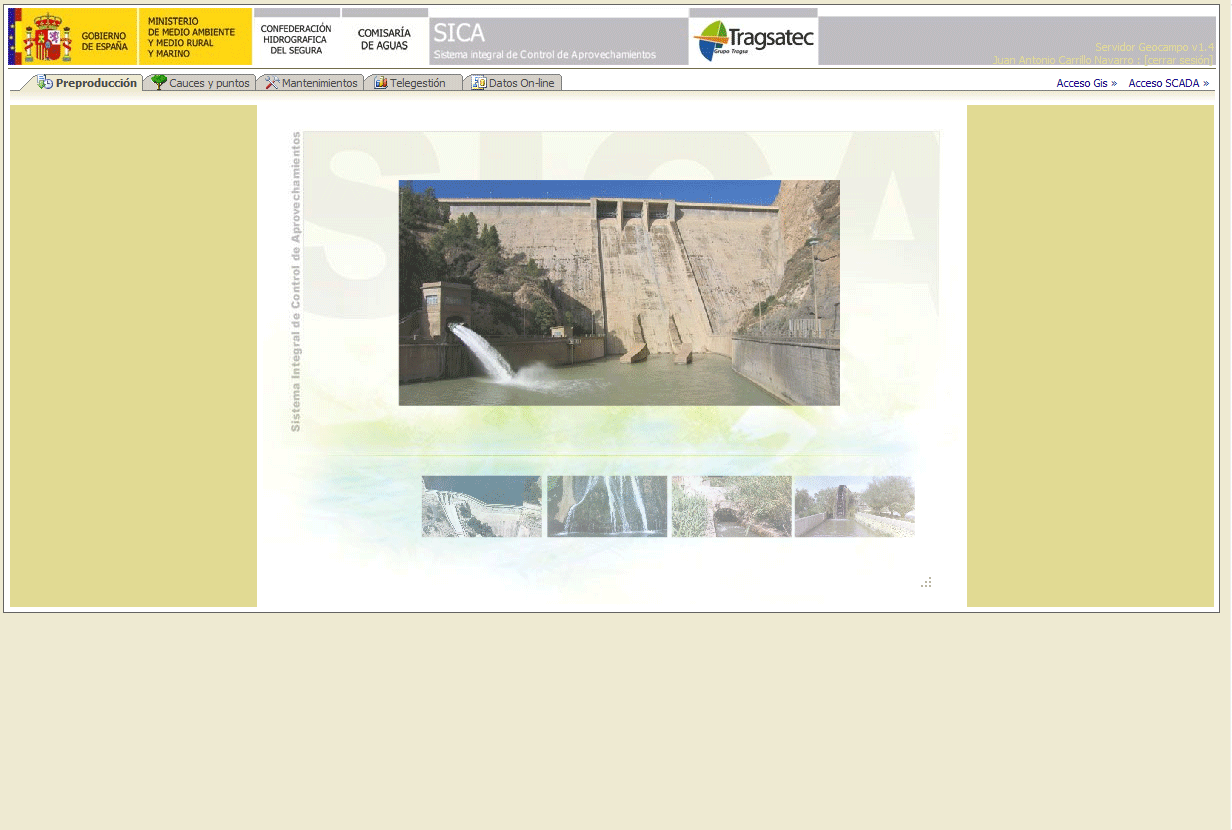 GOBIERNO
DE ESPAÑA
MINISTERIO
DE MEDIO AMBIENTE
Y MEDIO RURAL
Y MARINO
CONFEDERACIÓN
HIDROGRAFICA
DEL SEGURA
COMISARÍA
DE AGUAS
SICA
Sistema integral de Control de Aprovechamientos
Tragsatec
Grupo Tragsa
Servidor Geocampo v1.4
Juan Antonio Carrillo Navarro : [cerrar sesión]
Preproducción
Cauces y puntos
Mantenimientos
Telegestión
Datos On-line
Acceso Gis »
Acceso SCADA »
Sistema Integral de Control de Aprovechamientos
SICA